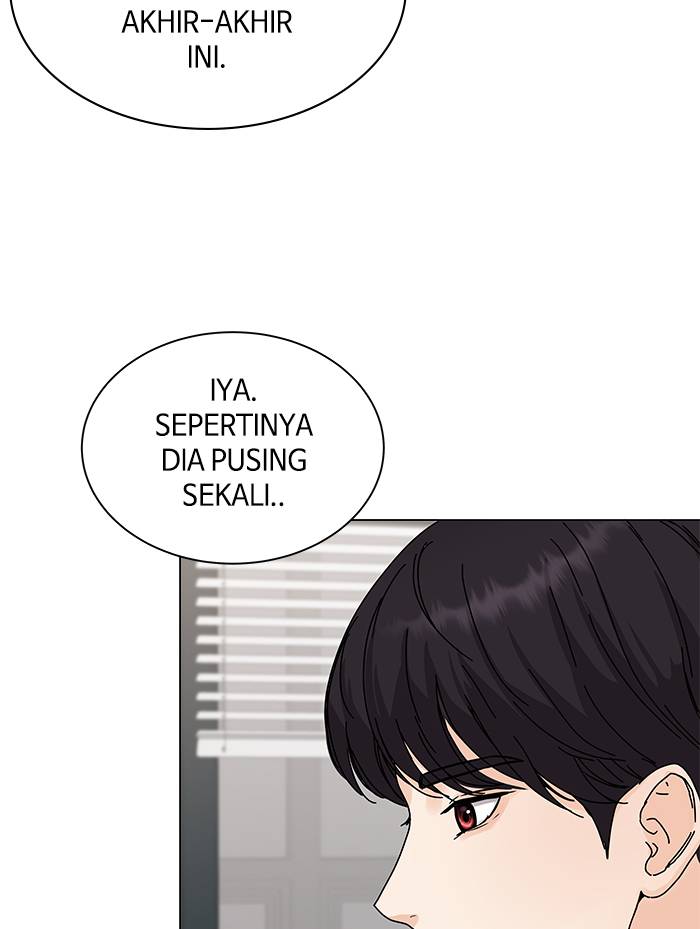 AKHIR-AKHIR
INI.
IYA.
SEPERTINYA
DIA PUSING
SEKALI..